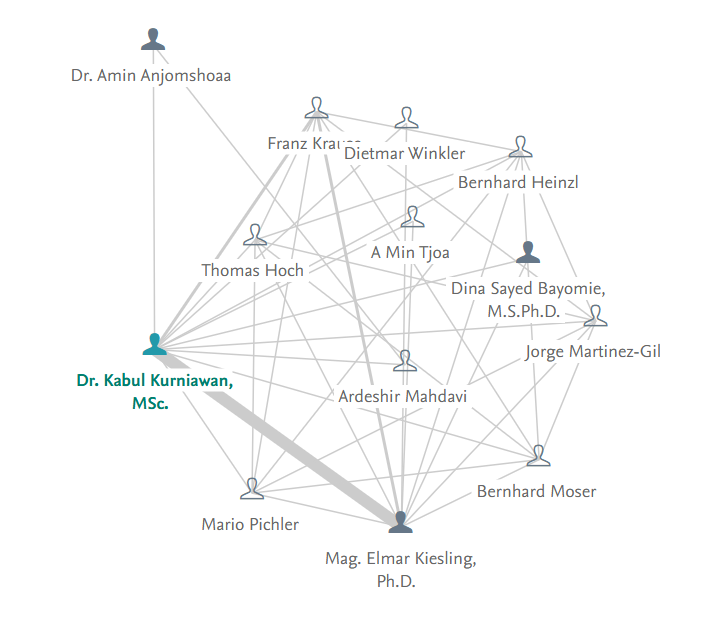 Dr. Amin Anjomshoaa
Franz Krause
Dietmar Winkler
Bernhard Heinzl
A Min Tjoa
Thomas Hoch
Dina Sayed Bayomie,
M.S.Ph.D.
Jorge Martinez-Gil
Dr. Kabul Kurniawan,
MSc.
Ardeshir Mahdavi
Bernhard Moser
Mario Pichler
Mag. Elmar Kiesling,
Ph.D.